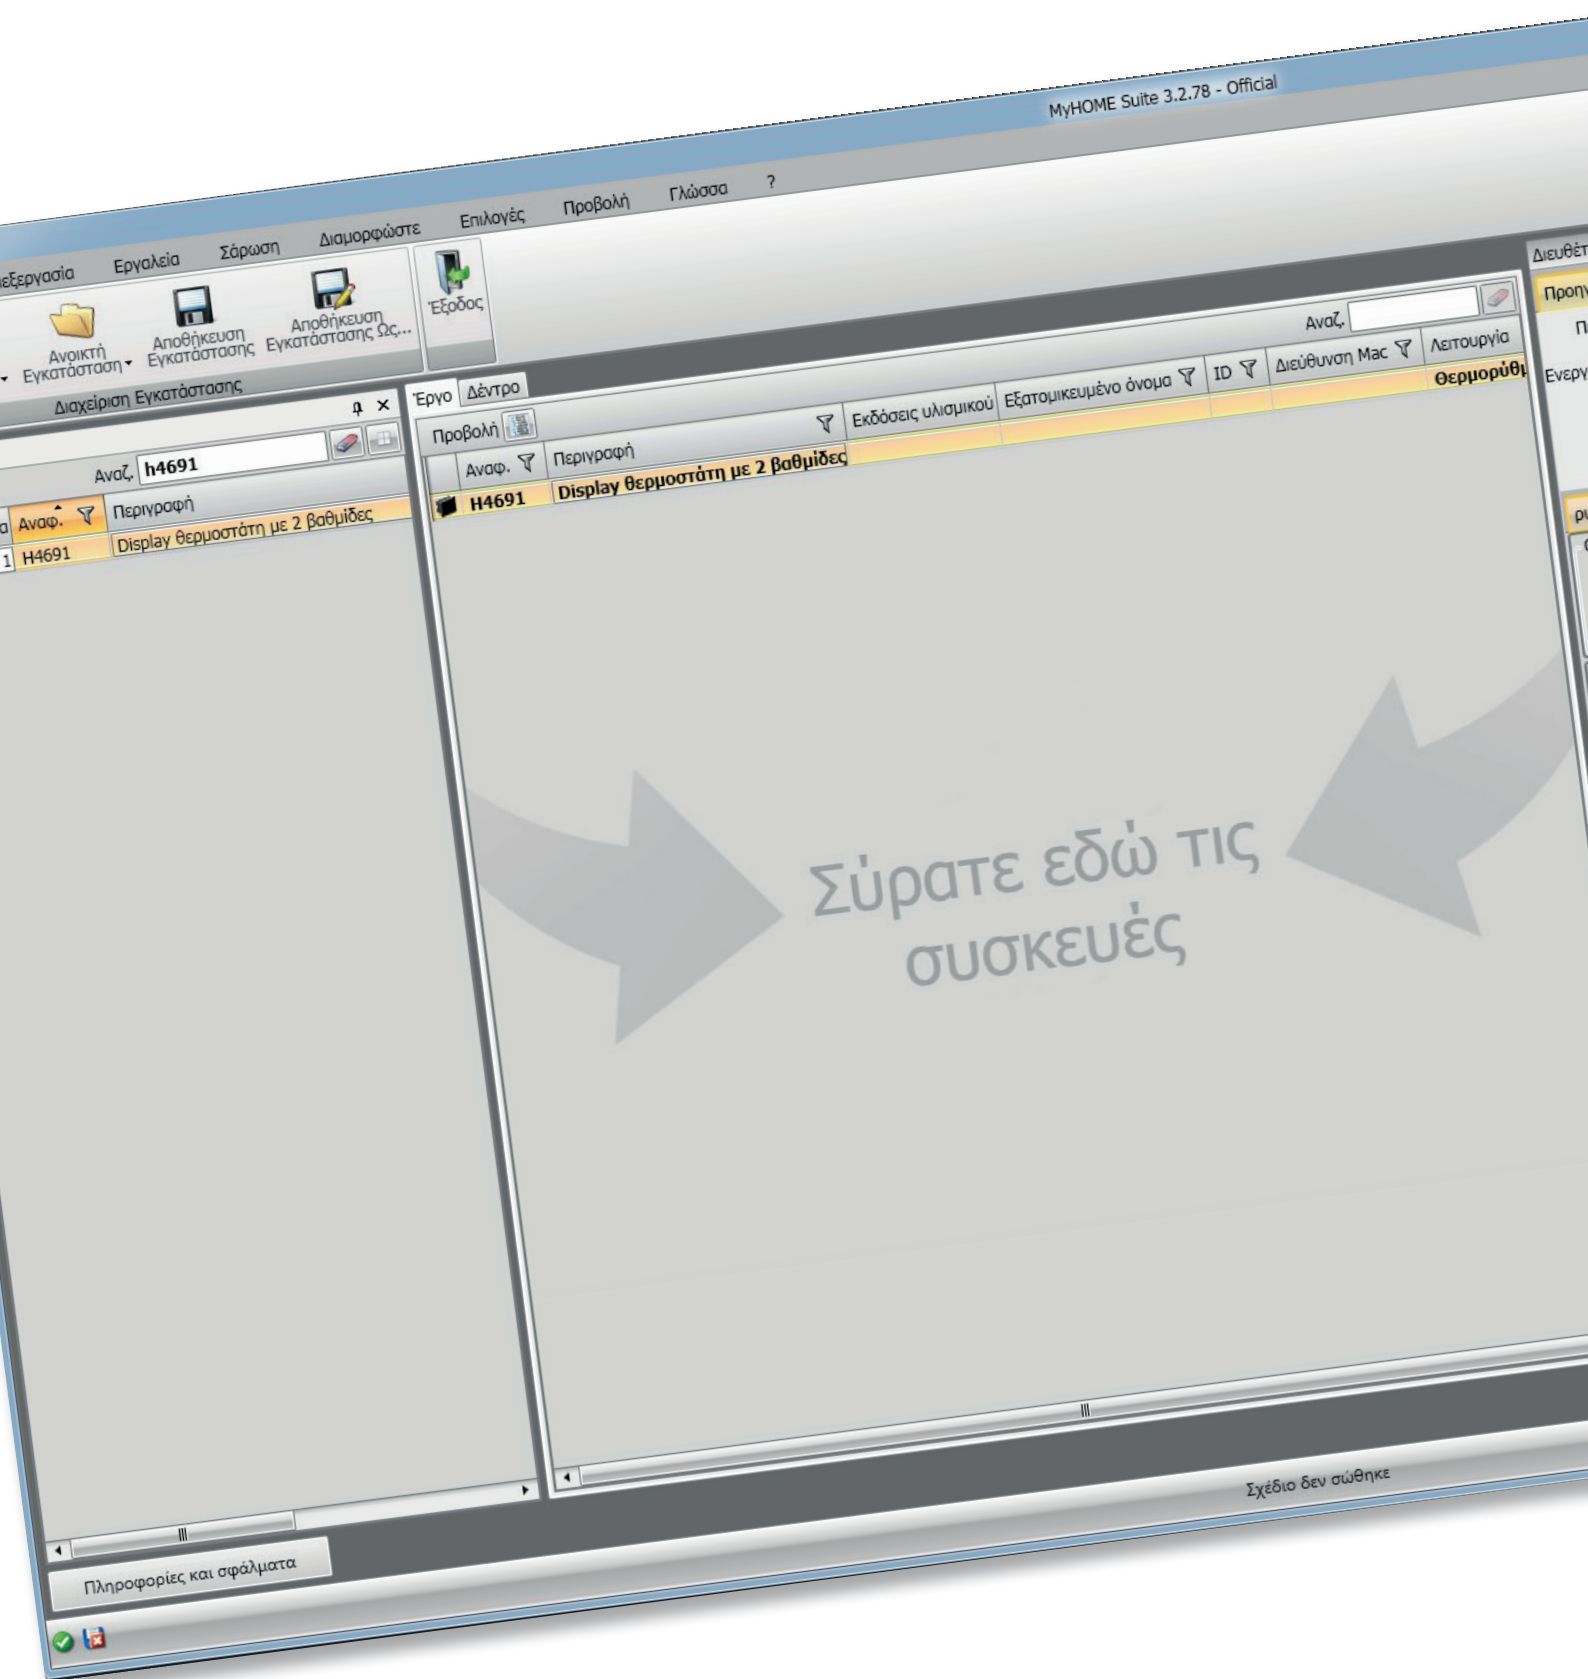 MyHOME Suite 3.2.78 - Official
Εργαλεία Σάρωση Διαμορφώστε Επιλογές Προβολή Γλώσσα ?
Ανοικτή
Εγκατάσταση
Αποθήκευση
Εγκατάστασης
Αποθήκευση
Εγκατάστασης Ως...
Έξοδος
Διαχείριση Εγκατάστασης
Αναζ. h4691
Αναφ. Περιγραφή
1 H4691 Display θερμοστάτη με 2 βαθμίδες
Έργο Δέντρο
Προβολή
Αναζ.
Αναφ. Περιγραφή Εκδόσεις υλισμικού Εξατομικευμένο όνομα ID Διεύθυνση Mac Λειτουργία
H4691 Display θερμοστάτη με 2 βαθμίδες
Σύρατε εδώ τις
συσκευές
Πληροφορίες και σφάλματα
Σχέδιο δεν σώθηκε